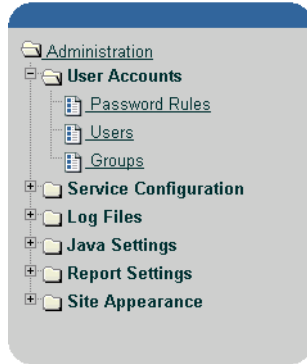 Administration
User Accounts
Password Rules
Users
Groups
Service Configuration
Log Files
Java Settings
Report Settings
Site Appearance